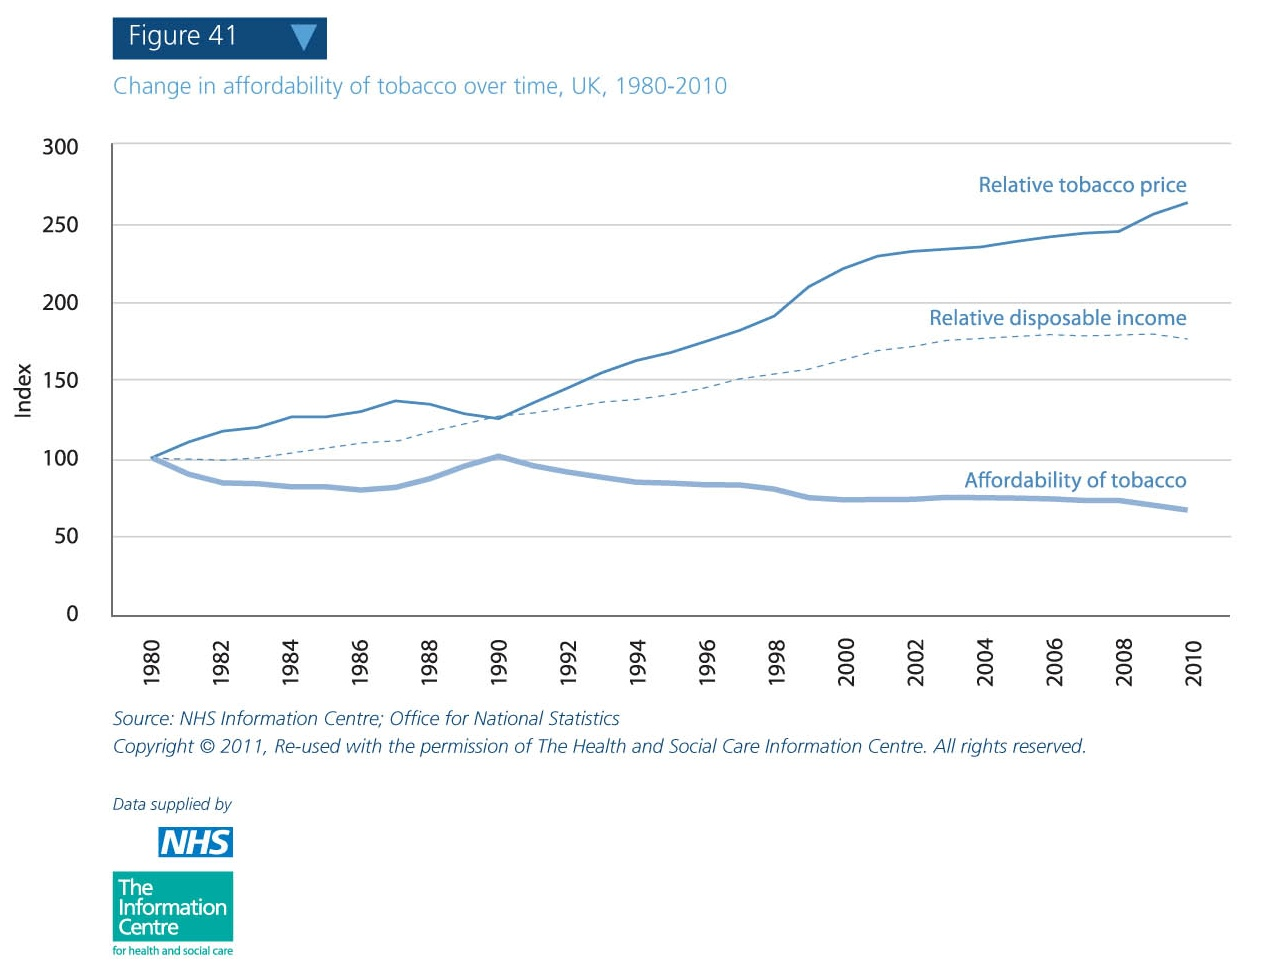 Figure 41
Change in affordability of tobacco over time, UK, 1980-2010
300
250
200
150
100
50
0
Index
Relative tobacco price
Relative disposable income
Affordability of tobacco
1980
1982
1984
1986
1988
1990
1992
1994
1996
1998
2000
2002
2004
2006
2008
2010
Source: NHS Information Centre; Office for National Statistics
Copyright © 2011, Re-used with the permission of The Health and Social Care Information Centre. All rights reserved.
Data supplied by
NHS
The
Information
Centre
for health and social care